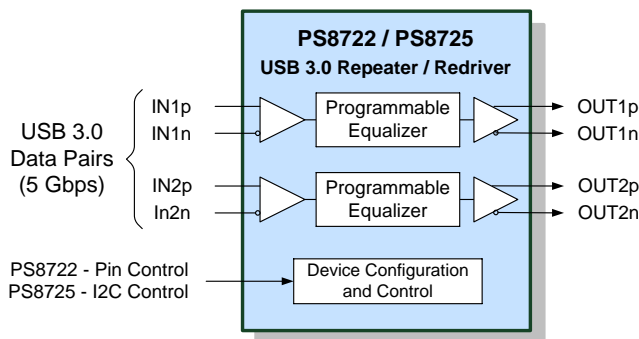 PS8722 / PS8725
USB 3.0 Repeater / Redriver
USB 3.0
Data Pairs
(5 Gbps)
IN1p
IN1n
Programmable
Equalizer
OUT1p
OUT1n
IN2p
In2n
Programmable
Equalizer
OUT2p
OUT2n
PS8722 - Pin Control
PS8725 - I2C Control
Device Configuration
and Control